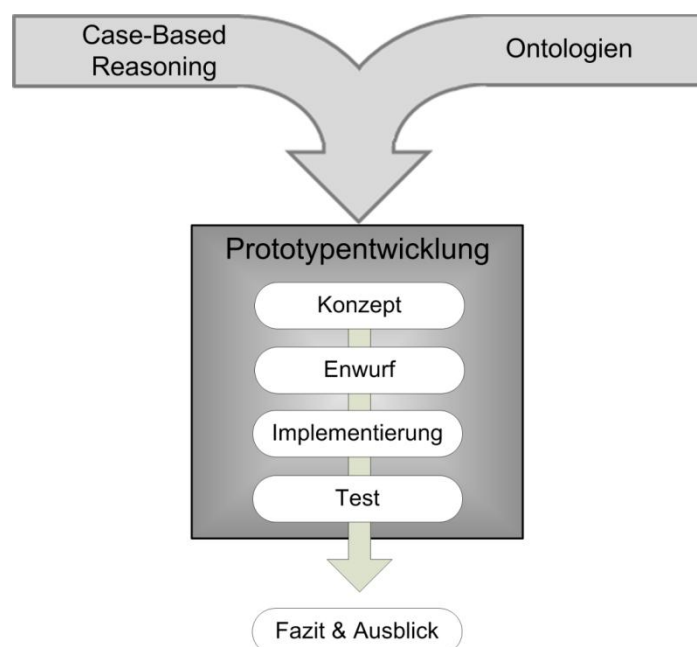 Case-Based
Reasoning
Ontologien
Prototypentwicklung
Konzept
Enwurf
Implementierung
Test
Fazit & Ausblick